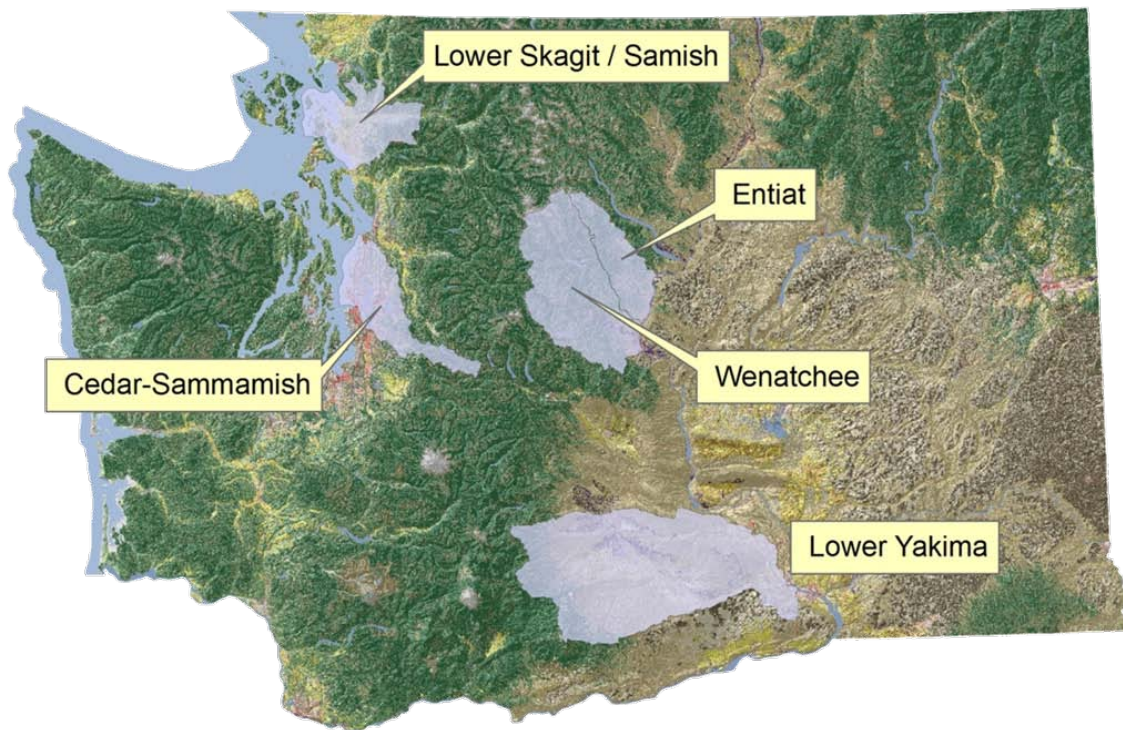 Lower Skagit / Samish
Entiat
Cedar-Sammamish
Wenatchee
Lower Yakima